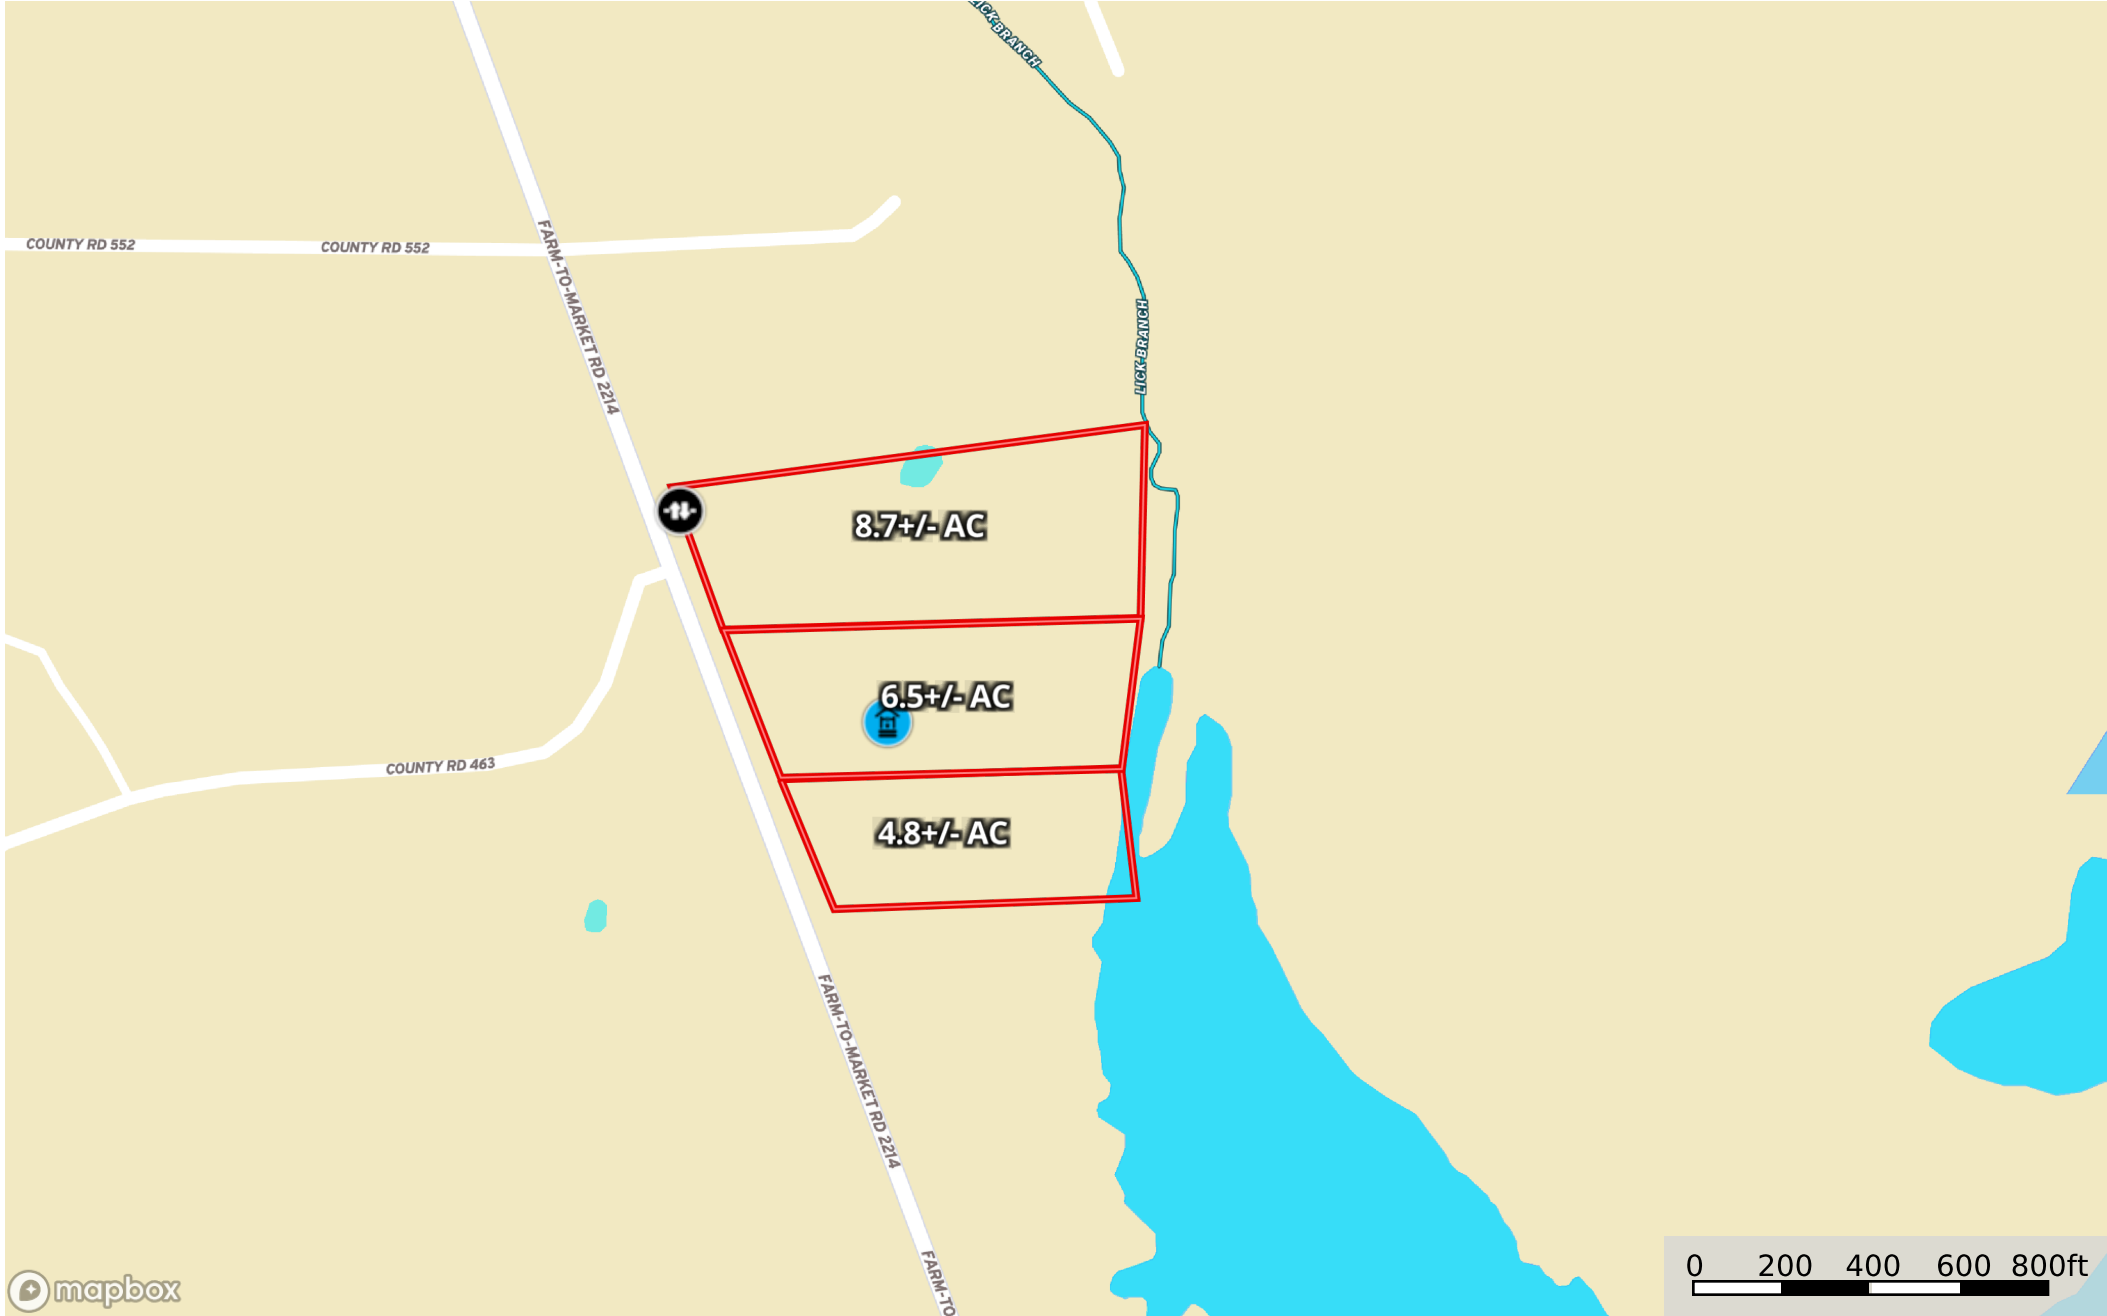 LICK BRANCH
COUNTY RD 552
COUNTY RD 552
FARM-TO-MARKET RD 2214
LICK BRANCH
8.7+/- AC
6.5+/- AC
COUNTY RD 463
4.8+/- AC
FARM-TO-MARKET RD 2214
FARM-TO
0 200 400 600 800ft
mapbox